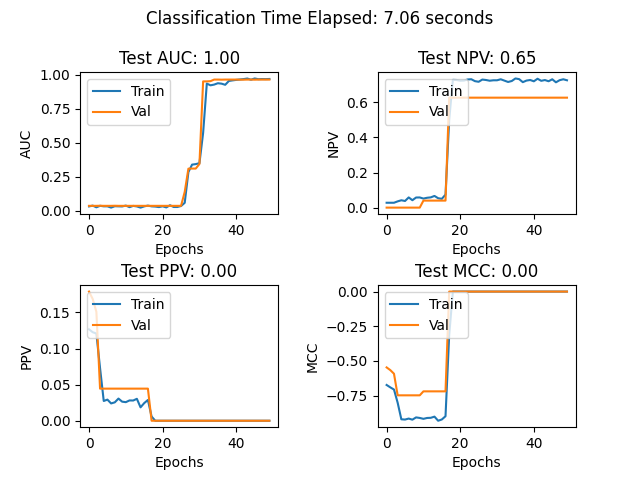 Classification Time Elapsed: 7.06 seconds
Test AUC: 1.00
Test NPV: 0.65
1.00
0.75
0.50
0.25
0.00
AUC
Train
Val
0
20
40
Epochs
0.6
0.4
0.2
0.0
NPV
Train
Val
0
20
40
Epochs
Test PPV: 0.00
Test MCC: 0.00
0.15
0.10
0.05
0.00
PPV
Train
Val
0
20
40
Epochs
0.00
−0.25
−0.50
−0.75
MCC
Train
Val
0
20
40
Epochs